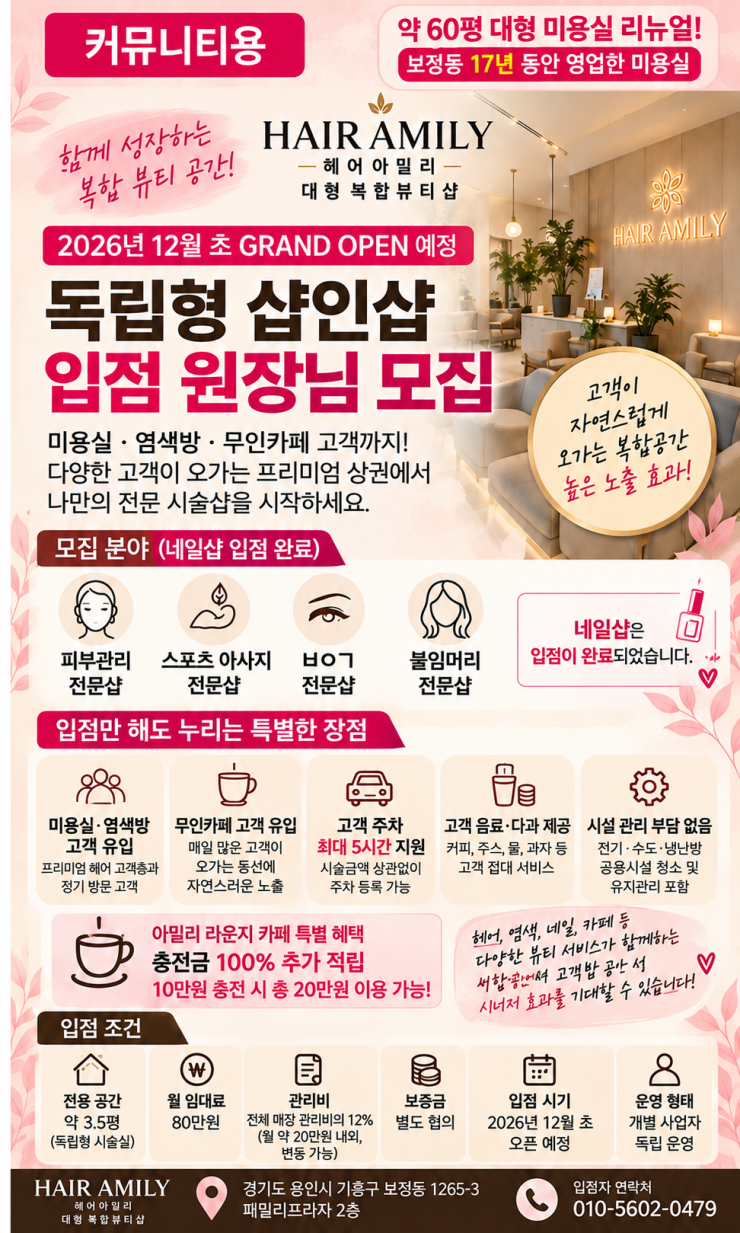 커뮤니티용
약 60평 대형 미용실 리뉴얼!
보정동 17년 동안 영업한 미용실
함께 성장하는
복합 뷰티 공간!
HAIR AMILY
헤어아밀리
대형 복합뷰티샵
HAIR AMILY
2026년 12월 초 GRAND OPEN 예정
독립형 샵인샵
입점 원장님 모집
미용실 · 염색방 · 무인카페 고객까지!
다양한 고객이 오가는 프리미엄 상권에서
나만의 전문 시술샵을 시작하세요.
고객이
자연스럽게
오가는 복합공간
높은 노출 효과!
모집 분야 (네일샵 입점 완료)
피부관리
전문샵
스포츠 아사지
전문샵
ㅂㅇㄱ
전문샵
불임머리
전문샵
네일샵은
입점이 완료되었습니다.
입점만 해도 누리는 특별한 장점
미용실·염색방
고객 유입
프리미엄 헤어 고객층과
정기 방문 고객
무인카페 고객 유입
매일 많은 고객이
오가는 동선에
자연스러운 노출
고객 주차
최대 5시간 지원
시술금액 상관없이
주차 등록 가능
고객 음료·다과 제공
커피, 주스, 물, 과자 등
고객 접대 서비스
시설 관리 부담 없음
전기·수도·냉난방
공용시설 청소 및
유지관리 포함
아밀리 라운지 카페 특별 혜택
충전금 100% 추가 적립
10만원 충전 시 총 20만원 이용 가능!
헤어, 염색, 네일, 카페 등
다양한 뷰티 서비스가 함께하는
고객밥 공안 서
시너저 효과를 기대할 수 있습니다!
입점 조건
전용 공간
약 3.5평
(독립형 시술실)
월 임대료
80만원
관리비
전체 매장 관리비의 12%
(월 약 20만원 내외,
변동 가능)
보증금
별도 협의
입점 시기
2026년 12월 초
오픈 예정
운영 형태
개별 사업자
독립 운영
HAIR AMILY
헤어아밀리
대형 복합뷰티샵
경기도 용인시 기흥구 보정동 1265-3
패밀리프라자 2층
입점자 연락처
010-5602-0479